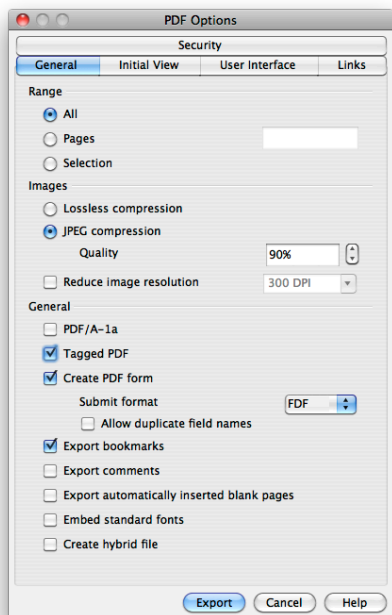 PDF Options
Security
General Initial View User Interface Links
Range
All
Pages
Selection
Images
Lossless compression
JPEG compression
Quality 90%
Reduce image resolution 300 DPI
General
PDF/A-1a
Tagged PDF
Create PDF form
Submit format FDF
Allow duplicate field names
Export bookmarks
Export comments
Export automatically inserted blank pages
Embed standard fonts
Create hybrid file
Export Cancel Help